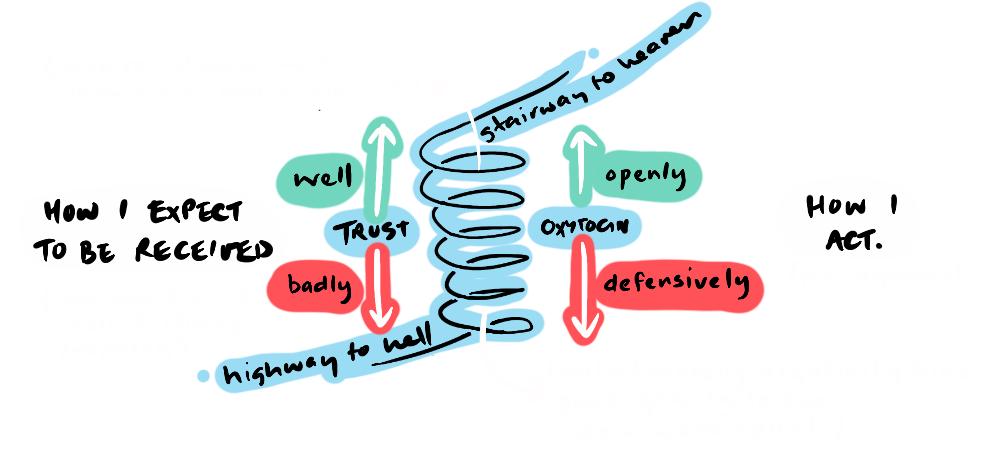 stairway to heaven
well
openly
HOW I EXPECT
TO BE RECEIVED
TRUST
OXYTOCIN
HOW I
ACT.
badly
defensively
highway to hell